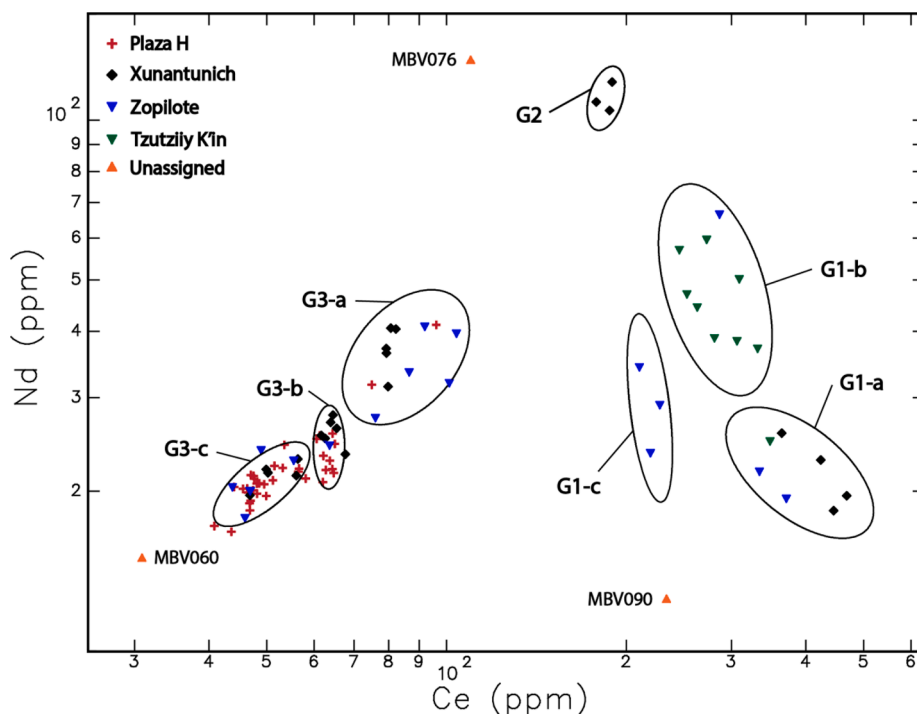 Plaza H
Xunantunich
Zopilote
Tzutziiy K'in
Unassigned
MBV076
G2
G1-b
G3-a
G3-b
G1-a
G3-c
G1-c
MBV060
MBV090
10²
9
8
7
6
5
4
3
2
Nd (ppm)
3 4 5 6 7 8 9 10² 2 3 4 5 6
Ce (ppm)